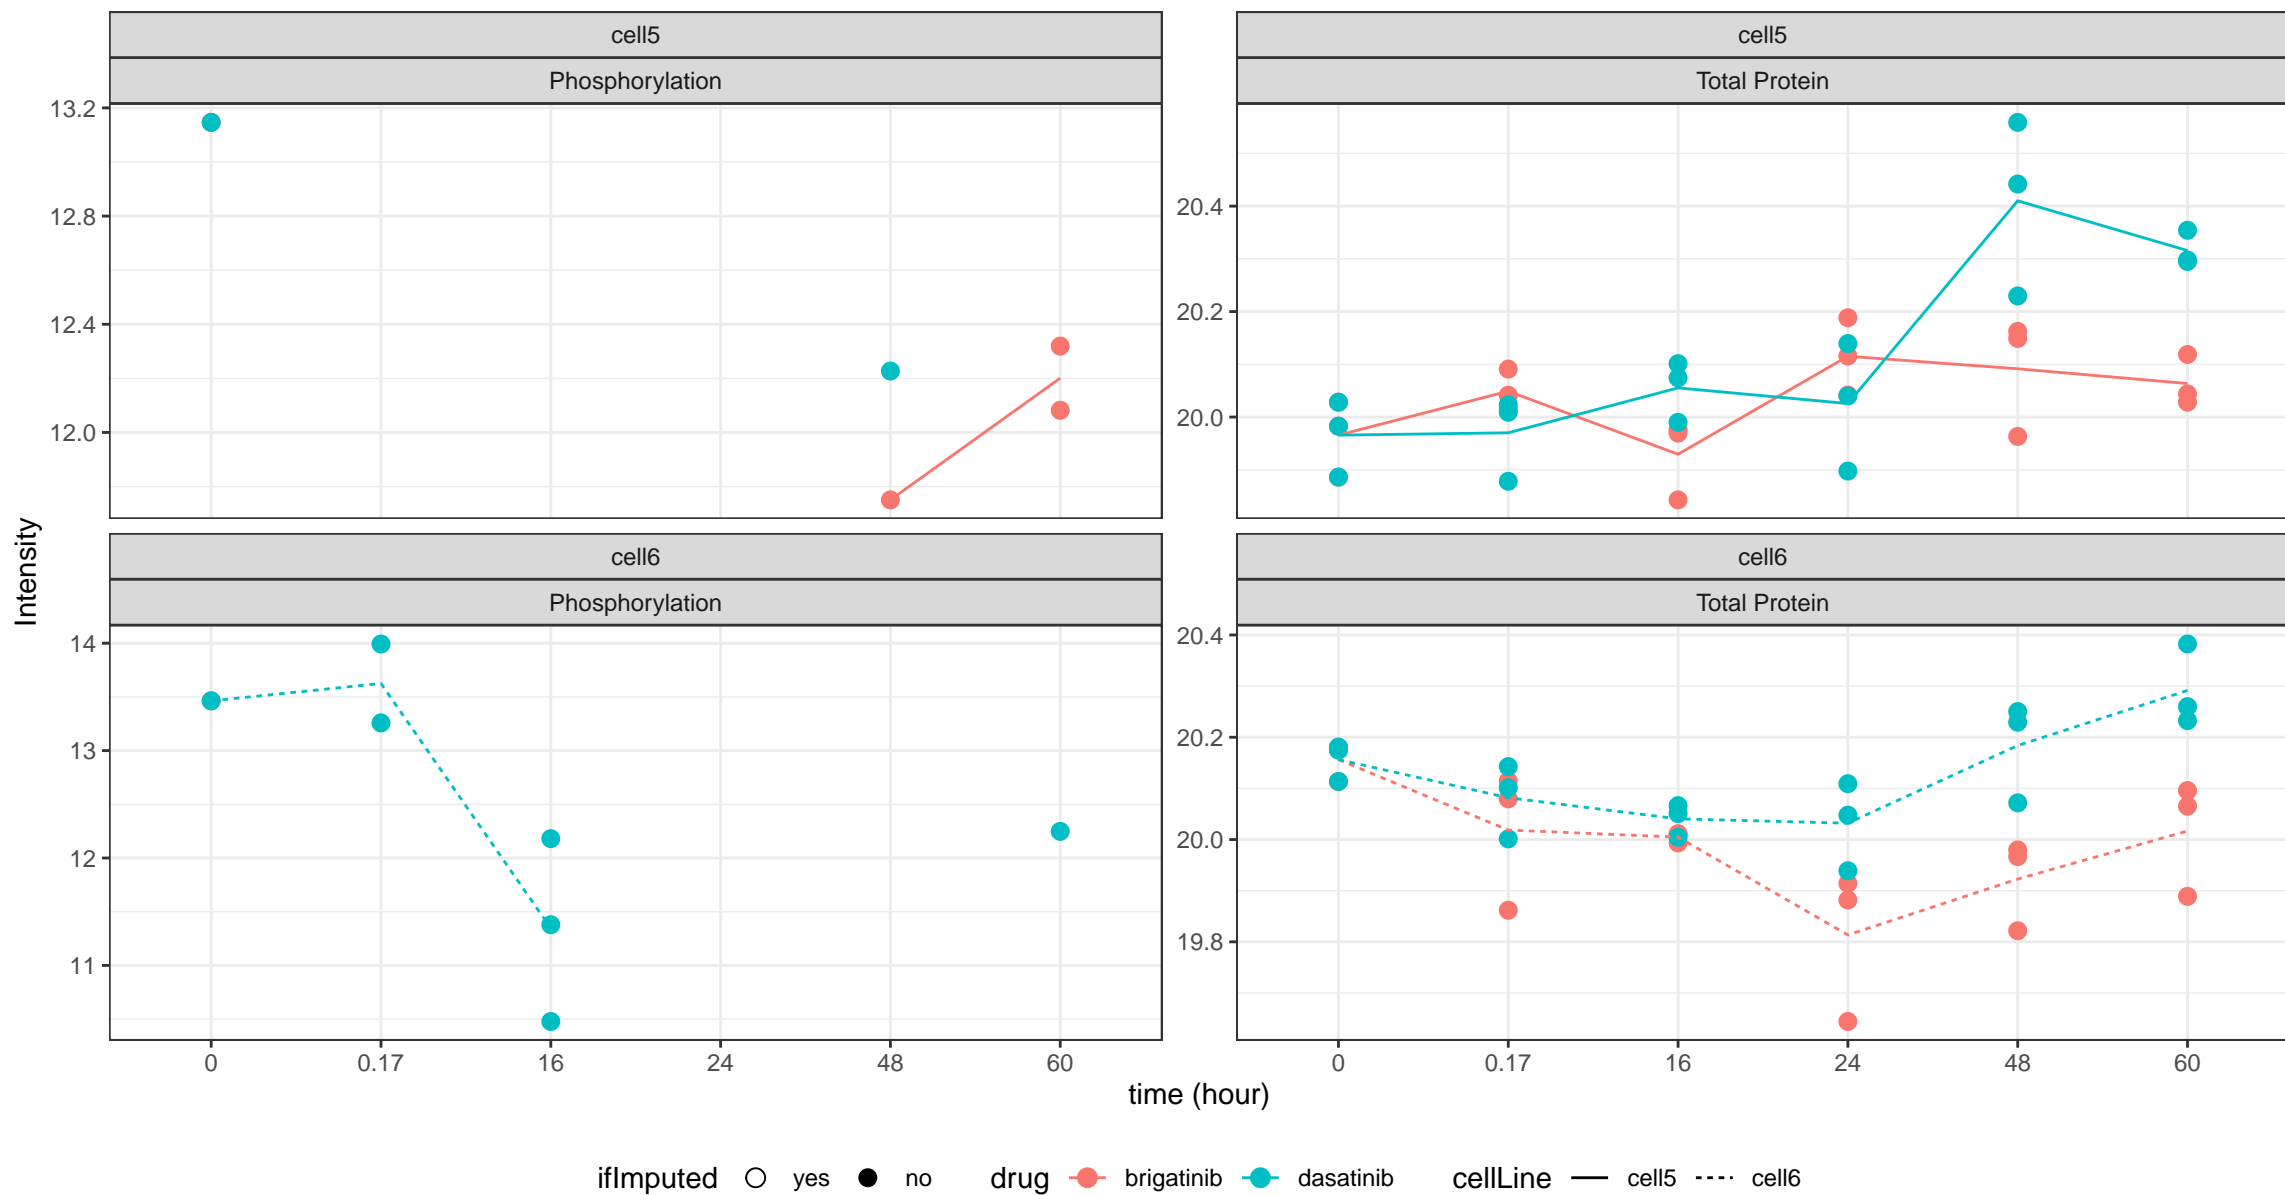 cell5
cell5
Phosphorylation
Total Protein
13.2
12.8
12.4
12.0
20.4
20.2
20.0
Intensity
cell6
cell6
Phosphorylation
Total Protein
14
13
12
11
20.4
20.2
20.0
19.8
0 0.17 16 24 48 60
0 0.17 16 24 48 60
time (hour)
ifImputed yes no drug brigatinib dasatinib cellLine cell5 cell6